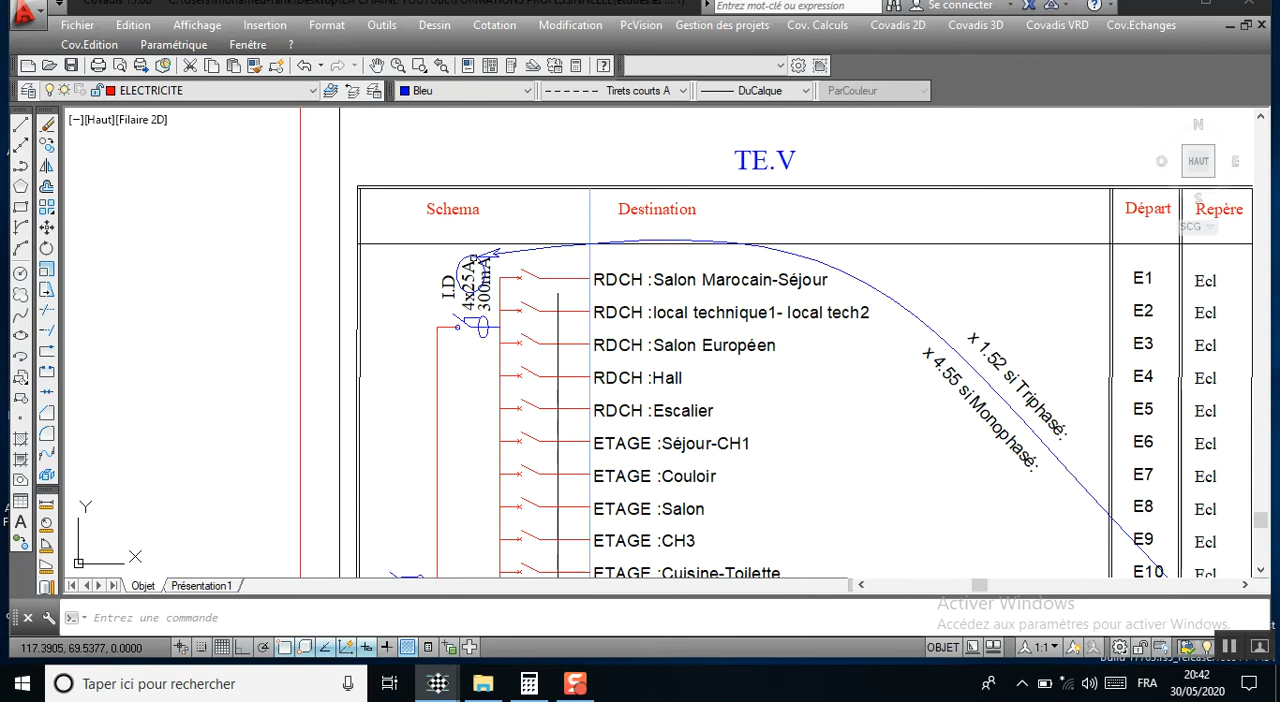 Entrez mot-clé ou expression
Se connecter
Fichier Edition Affichage Insertion Format Outils Dessin Cotation Modification PcVision Gestion des projets Cov. Calculs Covadis 2D Covadis 3D Covadis VRD Cov.Echanges
Cov.Edition Paramétrique Fenêtre ?
ELECTRICITE Bleu Tirets courts A DuCalque ParCouleur
[−][Haut][Filaire 2D]
TE.V
N
O HAUT E
S
SCG
Schema Destination Départ Repère
I.D
4x25A
300mA
RDCH :Salon Marocain-Séjour E1 Ecl
RDCH :local technique1- local tech2 E2 Ecl
RDCH :Salon Européen E3 Ecl
RDCH :Hall E4 Ecl
RDCH :Escalier E5 Ecl
ETAGE :Séjour-CH1 E6 Ecl
ETAGE :Couloir E7 Ecl
ETAGE :Salon E8 Ecl
ETAGE :CH3 E9 Ecl
ETAGE :Cuisine-Toilette E10 Ecl
x 1.52 si Triphasé:
x 4.55 si Monophasé:
Y
X
Objet Présentation1
Activer Windows
Accédez aux paramètres pour activer Windows.
Entrez une commande
117.3905, 69.5377, 0.0000 OBJET 1:1
Taper ici pour rechercher
FRA
20:42
30/05/2020